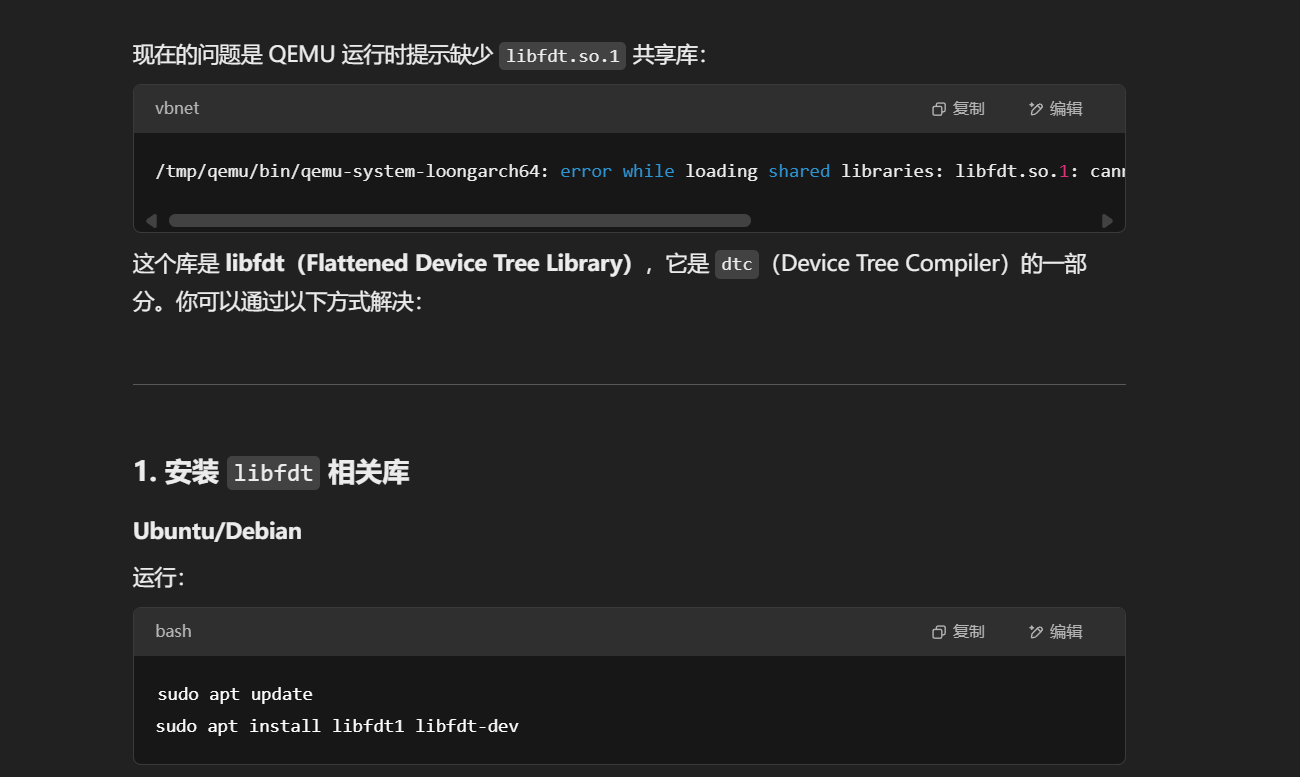 现在的问题是 QEMU 运行时提示缺少 libfdt.so.1 共享库：
vbnet 复制 编辑
/tmp/qemu/bin/qemu-system-loongarch64: error while loading shared libraries: libfdt.so.1: cann
这个库是 libfdt（Flattened Device Tree Library），它是 dtc（Device Tree Compiler）的一部
分。你可以通过以下方式解决：
1. 安装 libfdt 相关库
Ubuntu/Debian
运行：
bash 复制 编辑
sudo apt update
sudo apt install libfdt1 libfdt-dev